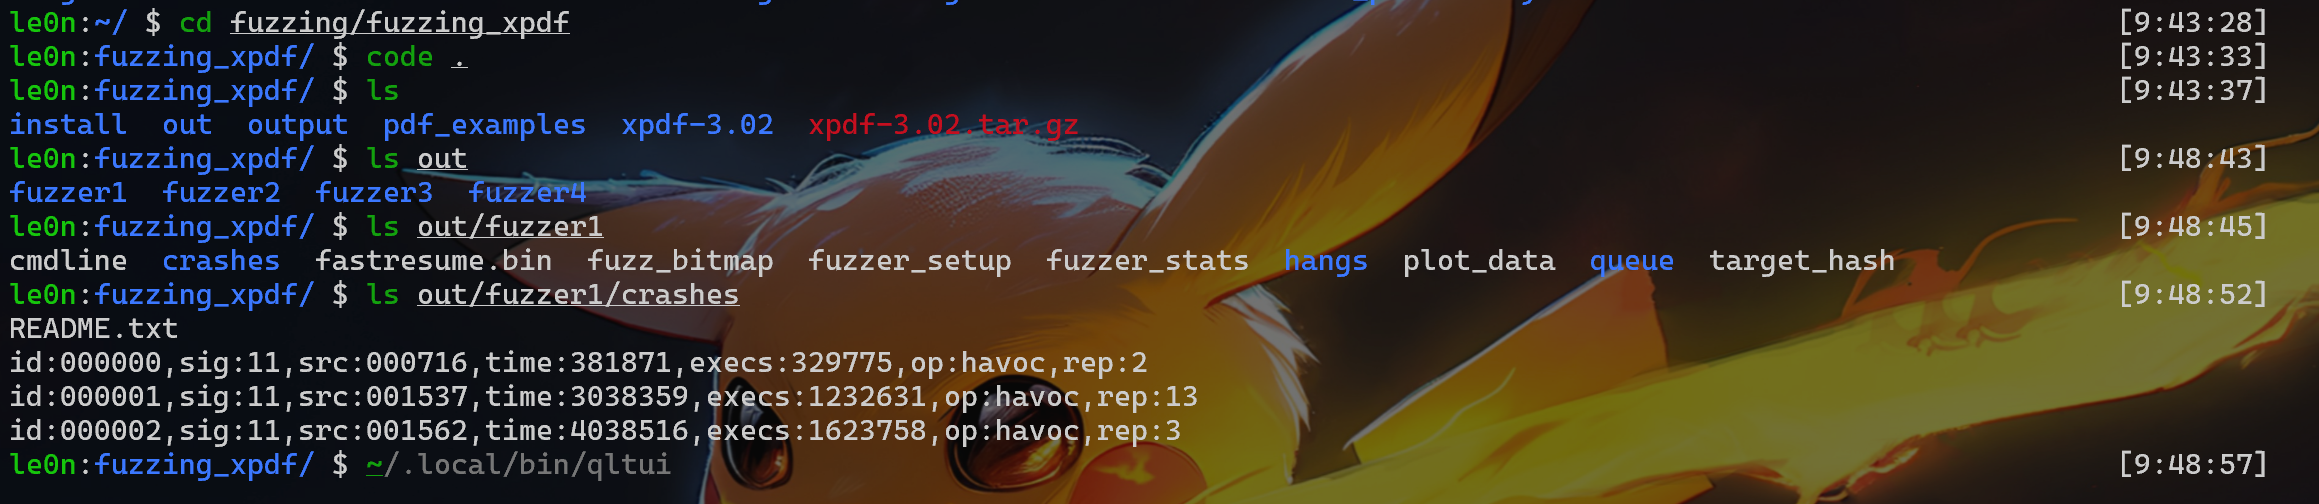 le0n:~/ $ cd fuzzing/fuzzing_xpdf [9:43:28]
le0n:fuzzing_xpdf/ $ code . [9:43:33]
le0n:fuzzing_xpdf/ $ ls [9:43:37]
install out output pdf_examples xpdf-3.02 xpdf-3.02.tar.gz
le0n:fuzzing_xpdf/ $ ls out [9:48:43]
fuzzer1 fuzzer2 fuzzer3 fuzzer4
le0n:fuzzing_xpdf/ $ ls out/fuzzer1 [9:48:45]
cmdline crashes fastresume.bin fuzz_bitmap fuzzer_setup fuzzer_stats hangs plot_data queue target_hash
le0n:fuzzing_xpdf/ $ ls out/fuzzer1/crashes [9:48:52]
README.txt
id:000000,sig:11,src:000716,time:381871,execs:329775,op:havoc,rep:2
id:000001,sig:11,src:001537,time:3038359,execs:1232631,op:havoc,rep:13
id:000002,sig:11,src:001562,time:4038516,execs:1623758,op:havoc,rep:3
le0n:fuzzing_xpdf/ $ ~/.local/bin/qltui [9:48:57]